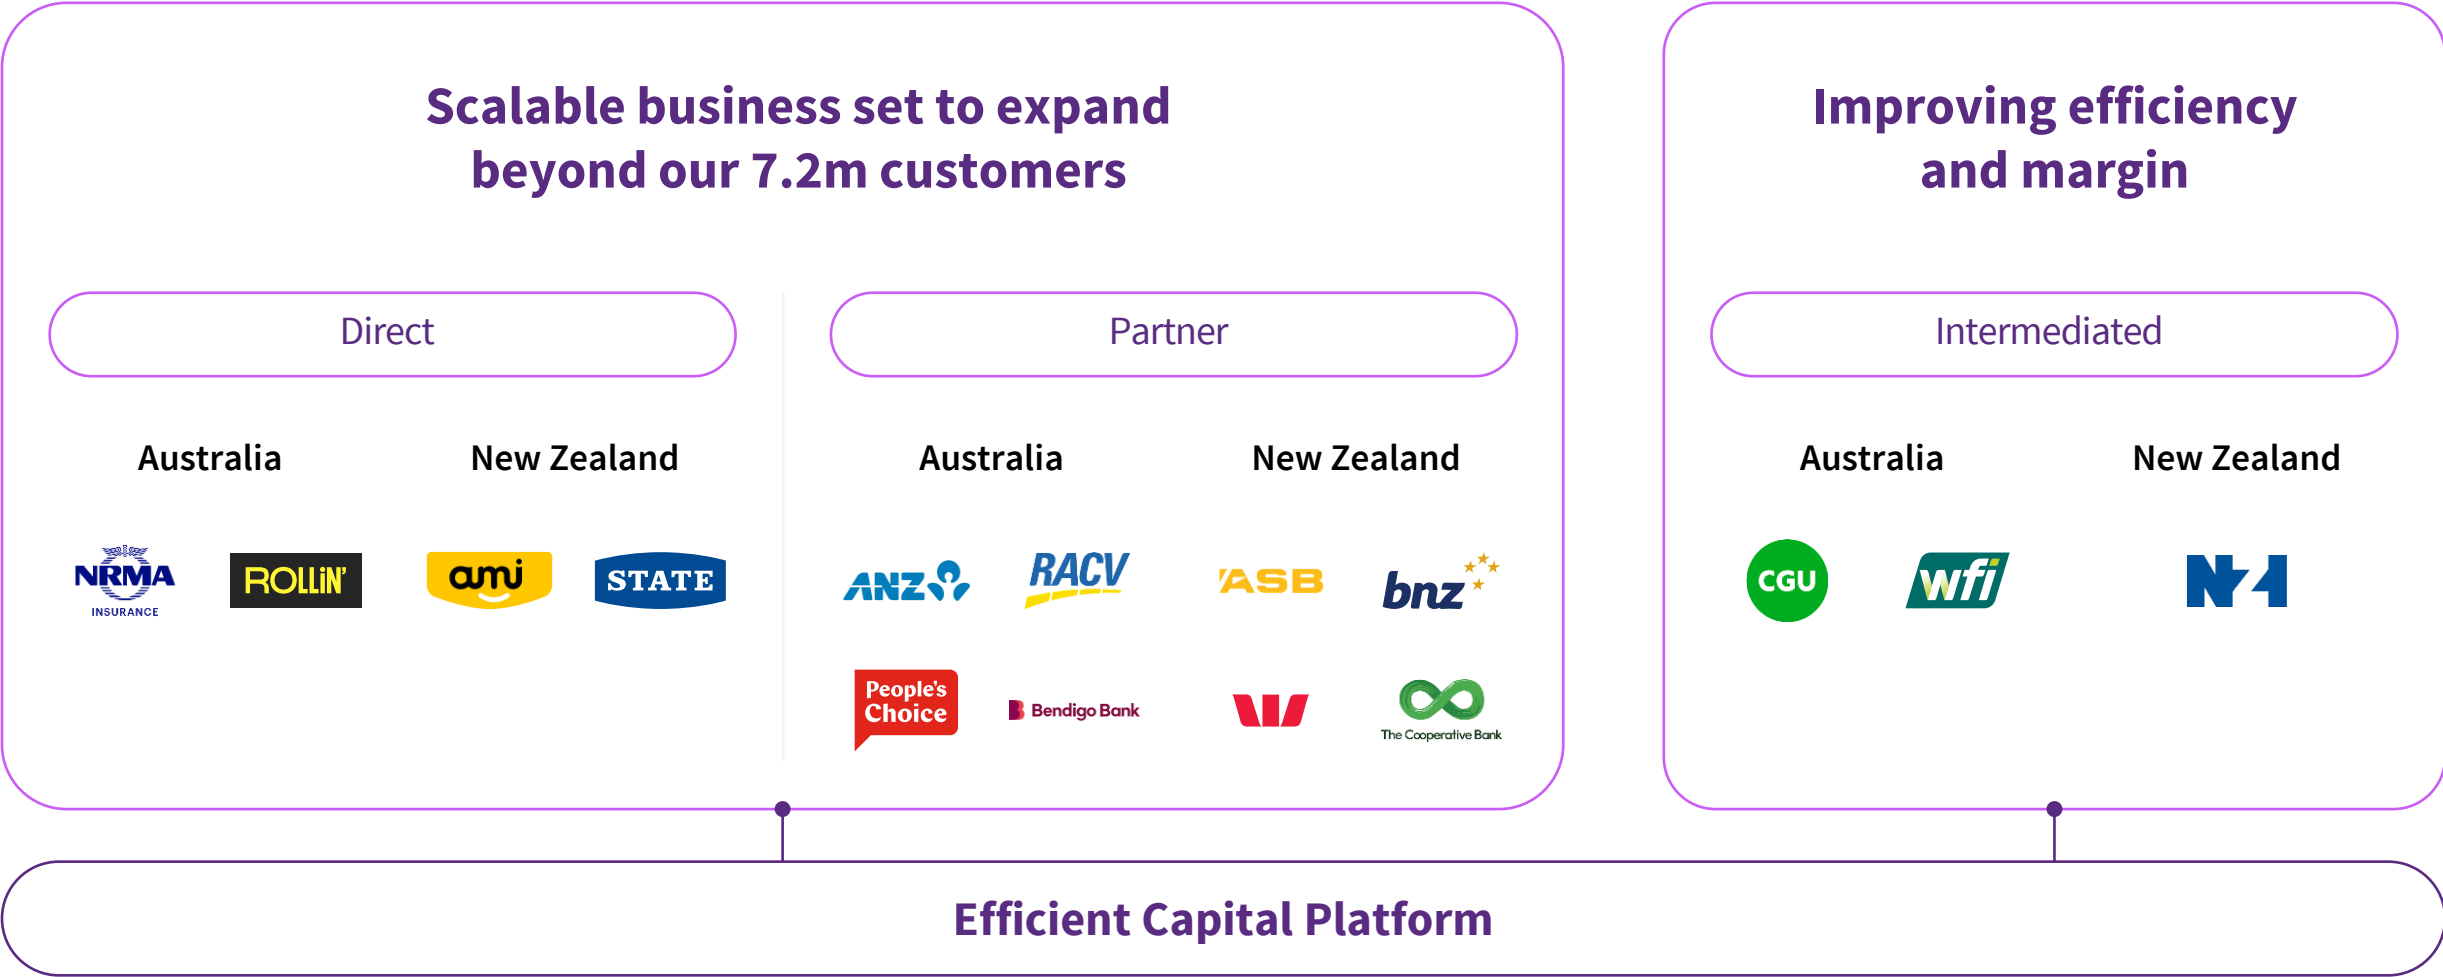 Scalable business set to expand
beyond our 7.2m customers
Direct
Australia
NRMA
INSURANCE
ROLLiN’
New Zealand
ami
STATE
Partner
Australia
ANZ
RACV
People’s
Choice
Bendigo Bank
New Zealand
ASB
bnz
The Cooperative Bank
Improving efficiency
and margin
Intermediated
Australia
CGU
wfi
New Zealand
NZI
Efficient Capital Platform